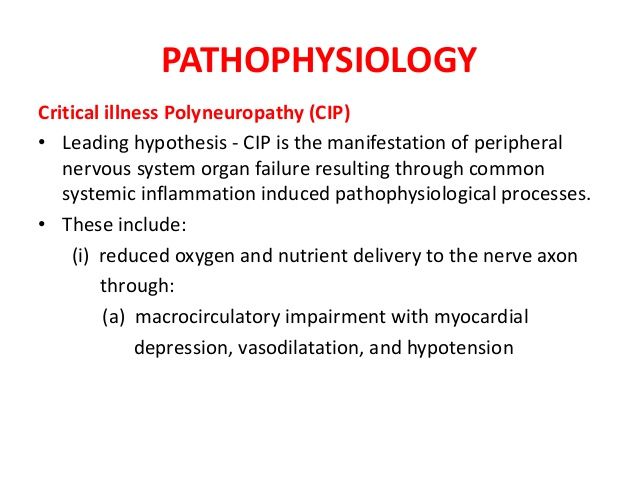 PATHOPHYSIOLOGY
Critical illness Polyneuropathy (CIP)
• Leading hypothesis - CIP is the manifestation of peripheral
nervous system organ failure resulting through common
systemic inflammation induced pathophysiological processes.
• These include:
(i) reduced oxygen and nutrient delivery to the nerve axon
through:
(a) macrocirculatory impairment with myocardial
depression, vasodilatation, and hypotension